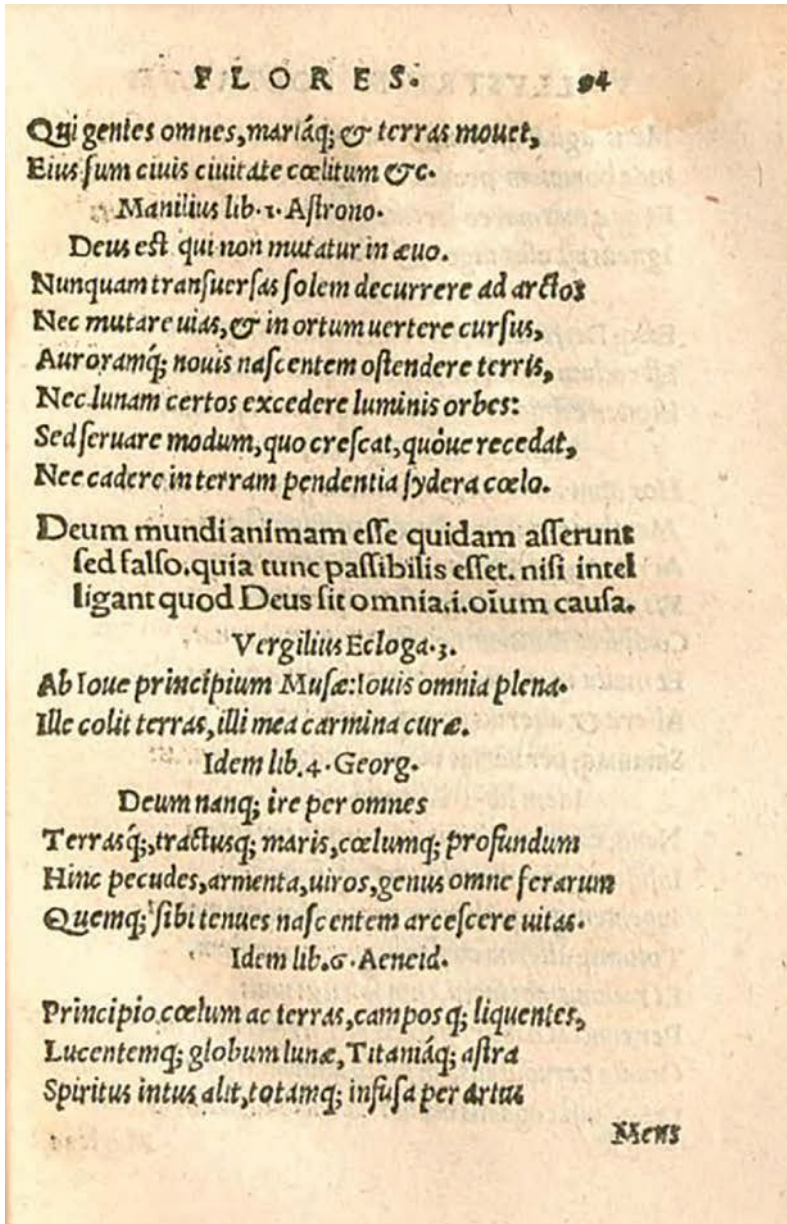 FLORES. 94
Qui gentes omnes, mariáq; & terras mouet,
Eius sum ciuis ciuitate cœlitum &c.
Manilius lib.1. Astrono.
Deus est qui non mutatur in æuo.
Nunquam transuersas solem decurrere ad arctos
Nec mutare uias, & in ortum uertere cursus,
Auroramq́; nouis nascentem ostendere terris,
Nec lunam certos excedere luminis orbes:
Sed seruare modum, quo crescat, quóue recedat,
Nec cadere in terram pendentia sydera cœlo.
Deum mundi animam esse quidam asserunt
sed falso. quia tunc passibilis esset. nisi intel
ligant quod Deus sit omnia .i. oīum causa.
Vergilius Ecloga.3.
Ab Ioue principium Musæ: Iouis omnia plena.
Ille colit terras, illi mea carmina curæ.
Idem lib.4. Georg.
Deum nanq; ire per omnes
Terrasq́;, tractusq; maris, cœlumq; profundum
Hinc pecudes, armenta, uiros, genus omne ferarum
Quemq; sibi tenues nascentem arcescere uitas.
Idem lib.6. Aeneid.
Principio cœlum ac terras, camposq; liquentes,
Lucentemq; globum lunæ, Titaniáq; astra
Spiritus intus alit, totamq; infusa per artus
Mens